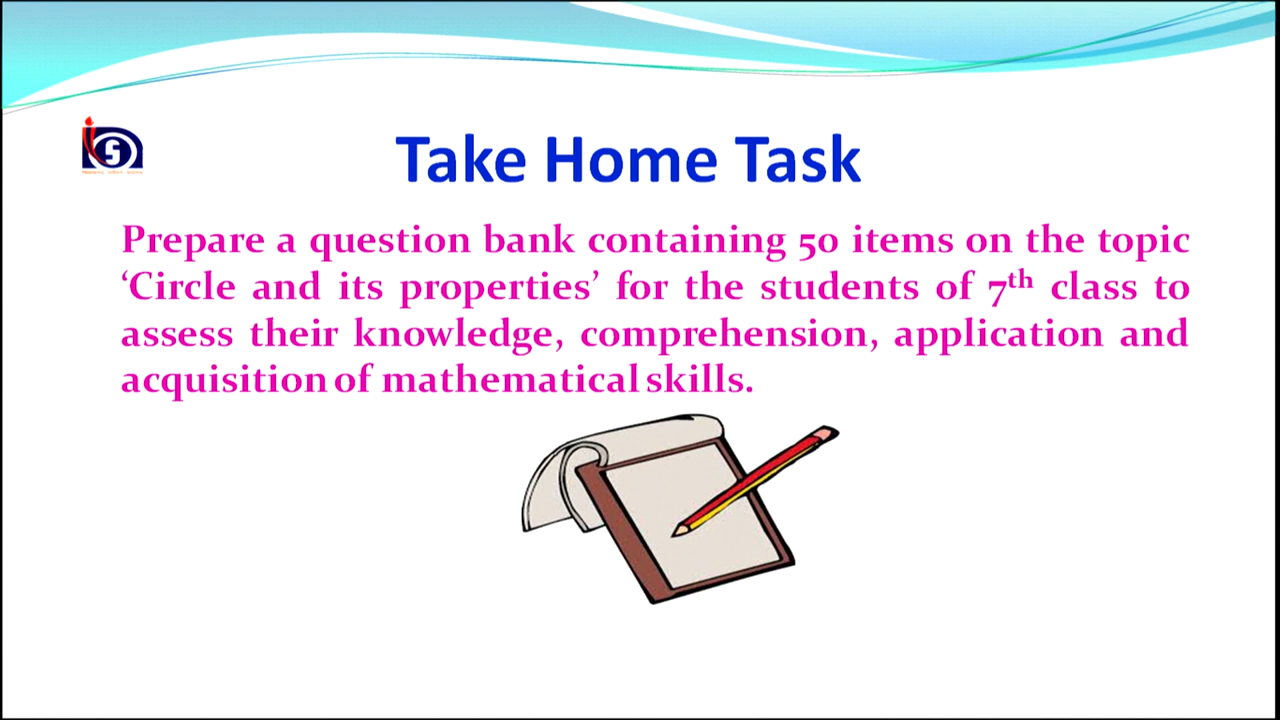 Take Home Task
Prepare a question bank containing 50 items on the topic
‘Circle and its properties’ for the students of 7th class to
assess their knowledge, comprehension, application and
acquisition of mathematical skills.